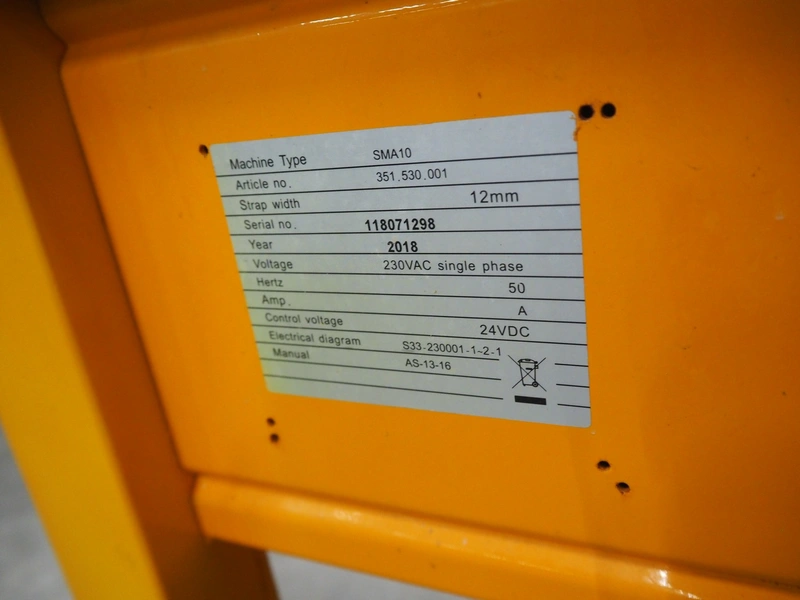 Machine Type SMA10
Article no. 351.530.001
Strap width 12mm
Serial no. 118071298
Year 2018
Voltage 230VAC single phase
Hertz 50
Amp. A
Control voltage 24VDC
Electrical diagram S33-230001-1~2-1
Manual AS-13-16